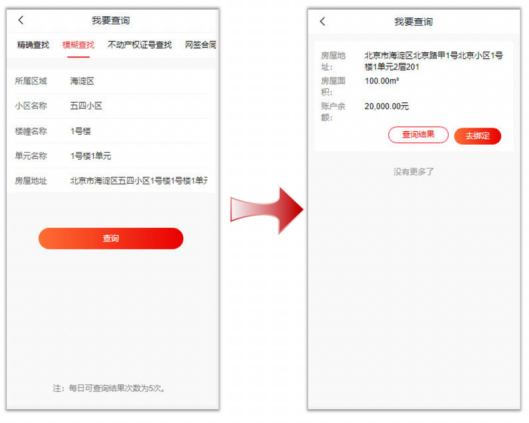 我要查询
精确查找 模糊查找 不动产权证号查找 网签合同
所属区域 海淀区
小区名称 五四小区
楼幢名称 1号楼
单元名称 1号楼1单元
房屋地址 北京市海淀区五四小区1号楼1号楼1单元
查询
注：每日可查询结果次数为5次。
我要查询
房屋地址： 北京市海淀区北京路甲1号北京小区1号
楼1单元2层201
房屋面积： 100.00m²
账户余额： 20,000.00元
查询结果 去绑定
没有更多了